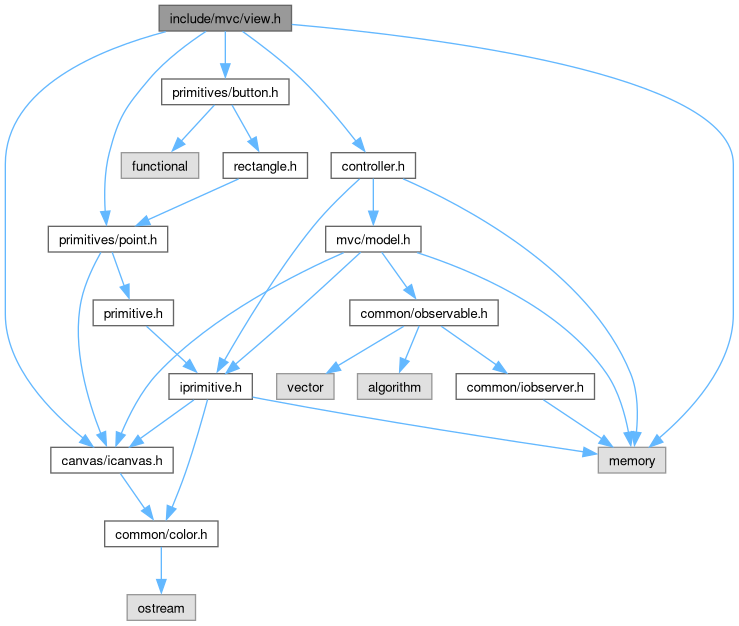 include/mvc/view.h
primitives/button.h
functional
rectangle.h
controller.h
primitives/point.h
mvc/model.h
primitive.h
common/observable.h
iprimitive.h
vector
algorithm
common/iobserver.h
canvas/icanvas.h
memory
common/color.h
ostream